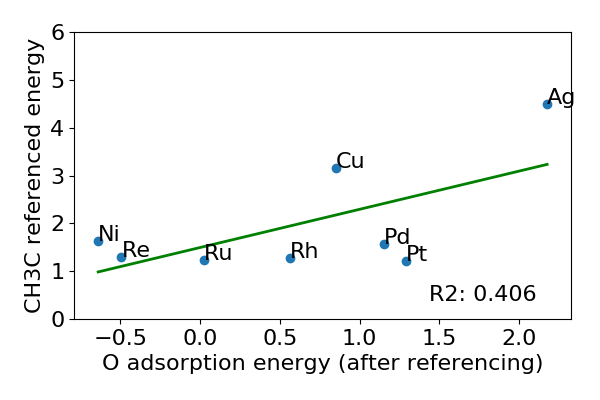 6
5
4
3
2
1
0
CH3C referenced energy
Ag
Cu
Ni
Re
Ru
Rh
Pd
Pt
R2: 0.406
−0.5 0.0 0.5 1.0 1.5 2.0
O adsorption energy (after referencing)